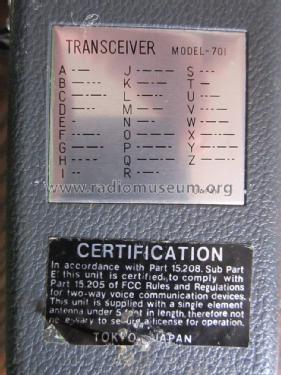 TRANSCEIVER MODEL-701
A
B
C
D
E
F
G
H
I
J
K
L
M
N
O
P
Q
R
S
T
U
V
W
X
Y
Z
© www.radiomuseum.org
CERTIFICATION
In accordance with Part 15.208. Sub Part
E' this unit is certified to comply with
Part 15.205 of FCC Rules and Regulations
for two-way voice communication devices.
This unit is supplied with a single element
antenna under 5 feet in length, therefore not
necessary to secure a license for operation.
TOKYO JAPAN